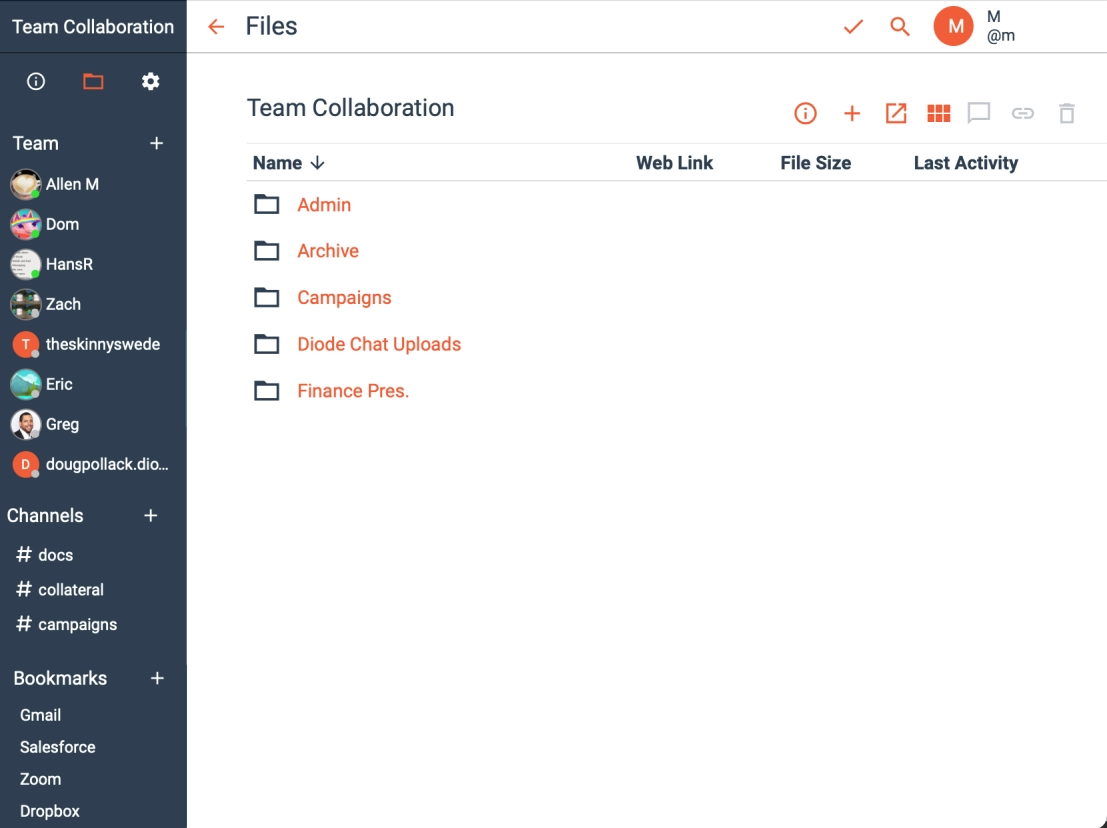 Team Collaboration
Files
M
M
@m
Team
Allen M
Dom
HansR
Zach
T theskinnyswede
Eric
Greg
D dougpollack.dio...
Channels
# docs
# collateral
# campaigns
Bookmarks
Gmail
Salesforce
Zoom
Dropbox
Team Collaboration
Name Web Link File Size Last Activity
Admin
Archive
Campaigns
Diode Chat Uploads
Finance Pres.